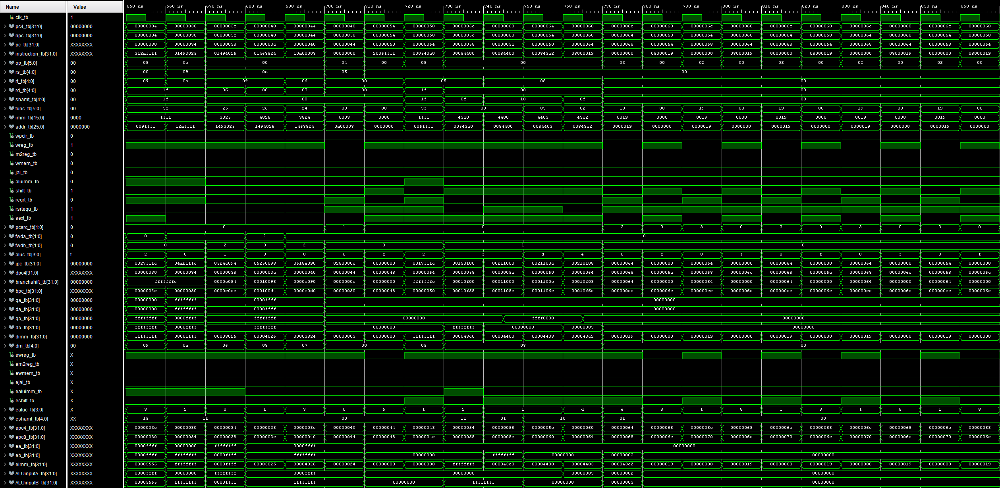 Name Value 650 ns 660 ns 670 ns 680 ns 690 ns 700 ns 710 ns 720 ns 730 ns 740 ns 750 ns 760 ns 770 ns 780 ns 790 ns 800 ns 810 ns 820 ns 830 ns 840 ns 850 ns 860 ns
clk_tb 1
pc4_tb[31:0] 00000000 00000034 00000038 0000003c 00000040 00000044 00000048 00000054 00000058 0000005c 00000060 00000064 00000068 0000006c 00000068 0000006c 00000068 0000006c 00000068 0000006c 00000068 0000006c 00000068
npc_tb[31:0] 00000000 00000034 00000038 0000003c 00000040 00000044 00000050 00000054 00000058 0000005c 00000060 00000064 00000068 00000064 00000068 00000064 00000068 00000064 00000068 00000064 00000068 00000064 00000068
pc_tb[31:0] XXXXXXXX 00000030 00000034 00000038 0000003c 00000040 00000044 00000050 00000054 00000058 0000005c 00000060 00000064 00000068 00000064 00000068 00000064 00000068 00000064 00000068 00000064 00000068 00000064
instruction_tb[31:0] XXXXXXXX 312affff 01493025 01494026 01463824 10a00003 00000000 2005ffff 000543c0 00084400 00084403 000843c2 08000019 00000000 08000019 00000000 08000019 00000000 08000019 00000000 08000019 00000000 08000019
op_tb[5:0] 00 08 0c 00 04 00 08 00 02 00 02 00 02 00 02 00 02 00
rs_tb[4:0] 00 00 09 0a 05 00
rt_tb[4:0] 00 09 0a 09 06 00 05 08 00
rd_tb[4:0] 00 1f 06 08 07 00 1f 08 00
shamt_tb[4:0] 00 1f 00 1f 0f 10 0f 00
func_tb[5:0] 00 3f 25 26 24 03 00 3f 00 03 02 19 00 19 00 19 00 19 00 19 00
imm_tb[15:0] 0000 ffff 3025 4026 3824 0003 0000 ffff 43c0 4400 4403 43c2 0019 0000 0019 0000 0019 0000 0019 0000 0019 0000
addr_tb[25:0] 0000000 009ffff 12affff 1493025 1494026 1463824 0a00003 0000000 005ffff 00543c0 0084400 0084403 00843c2 0000019 0000000 0000019 0000000 0000019 0000000 0000019 0000000 0000019 0000000
wpcir_tb 0
wreg_tb 1
m2reg_tb 0
wmem_tb 0
jal_tb 0
aluimm_tb 0
shift_tb 1
regrt_tb 0
rsrtequ_tb 1
sext_tb 1
pcsrc_tb[1:0] 0 0 1 0 3 0 3 0 3 0 3 0 3 0
fwda_tb[1:0] 0 0 1 2 0
fwdb_tb[1:0] 0 0 2 0 2 0 1 0
aluc_tb[3:0] f 2 0 1 3 0 6 f 2 f d e 8 f 8 f 8 f 8 f 8 f
jpc_tb[31:0] 00000000 0027fffc 04abfffc 0524c094 05250098 0518e090 0280000c 00000000 0017fffc 00150f00 00211000 0021100c 00210f08 00000064 00000000 00000064 00000000 00000064 00000000 00000064 00000000 00000064 00000000
dpc4[31:0] XXXXXXXX 00000030 00000034 00000038 0000003c 00000040 00000044 00000048 00000054 00000058 0000005c 00000060 00000064 00000068 0000006c 00000068 0000006c 00000068 0000006c 00000068 0000006c 00000068 0000006c
branchshift_tb[31:0] 00000000 fffffffc 0000c094 00010098 0000e090 0000000c 00000000 fffffffc 00010f00 00011000 0001100c 00010f08 00000064 00000000 00000064 00000000 00000064 00000000 00000064 00000000 00000064 00000000
bpc_tb[31:0] XXXXXXXX 0000002c 00000030 0000c0cc 000100d4 0000e0d0 00000050 00000048 00000050 00010f58 0001105c 0001106c 00010f6c 000000cc 0000006c 000000cc 0000006c 000000cc 0000006c 000000cc 0000006c 000000cc 0000006c
qa_tb[31:0] 00000000 00000000 ffffffff 0000ffff 00000000
da_tb[31:0] 00000000 00000000 ffffffff 0000ffff 00000000
qb_tb[31:0] 00000000 ffffffff 0000ffff ffffffff 00000000 ffff0000 00000000
db_tb[31:0] 00000000 ffffffff 0000ffff ffffffff 00000000 ffffffff 00000000 00000003 00000000
dimm_tb[31:0] 00000000 ffffffff 0000ffff 00003025 00004026 00003824 00000003 00000000 ffffffff 000043c0 00004400 00004403 000043c2 00000019 00000000 00000019 00000000 00000019 00000000 00000019 00000000 00000019 00000000
drn_tb[4:0] 00 09 0a 06 08 07 00 05 08 00
ewreg_tb X
em2reg_tb X
ewmem_tb X
ejal_tb X
ealuimm_tb X
eshift_tb X
ealuc_tb[3:0] X 3 2 0 1 3 0 6 f 2 f d e 8 f 8 f 8 f 8 f 8
eshamt_tb[4:0] XX 15 1f 00 1f 0f 10 0f 00
epc4_tb[31:0] XXXXXXXX 0000002c 00000030 00000034 00000038 0000003c 00000040 00000044 00000048 00000054 00000058 0000005c 00000060 00000064 00000068 0000006c 00000068 0000006c 00000068 0000006c 00000068 0000006c 00000068
epc8_tb[31:0] XXXXXXXX 00000030 00000034 00000038 0000003c 00000040 00000044 00000048 0000004c 00000058 0000005c 00000060 00000064 00000068 0000006c 00000070 0000006c 00000070 0000006c 00000070 0000006c 00000070 0000006c
ea_tb[31:0] XXXXXXXX 0000ffff 00000000 ffffffff 0000ffff 00000000
eb_tb[31:0] XXXXXXXX 0000ffff ffffffff 0000ffff ffffffff 00000000 ffffffff 00000000 00000003 00000000
eimm_tb[31:0] XXXXXXXX 00005555 ffffffff 0000ffff 00003025 00004026 00003824 00000003 00000000 ffffffff 000043c0 00004400 00004403 000043c2 00000019 00000000 00000019 00000000 00000019 00000000 00000019 00000000 00000019
ALUinputA_tb[31:0] XXXXXXXX 0000ffff 00000000 ffffffff 0000ffff 00000000 00000003 00000002 00000000
ALUinputB_tb[31:0] XXXXXXXX 00005555 ffffffff 0000ffff ffffffff 00000000 ffffffff 00000000 00000003 00000000